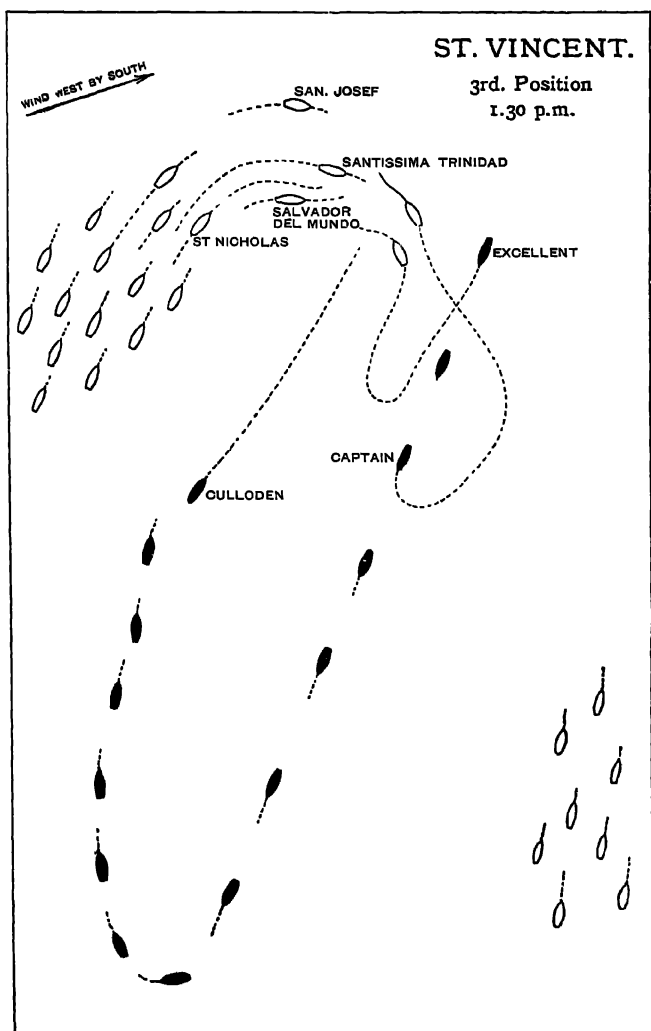 ST. VINCENT.
3rd. Position
1.30 p.m.
WIND WEST BY SOUTH
SAN. JOSEF
SANTISSIMA TRINIDAD
SALVADOR
DEL MUNDO
ST NICHOLAS
EXCELLENT
CAPTAIN
CULLODEN